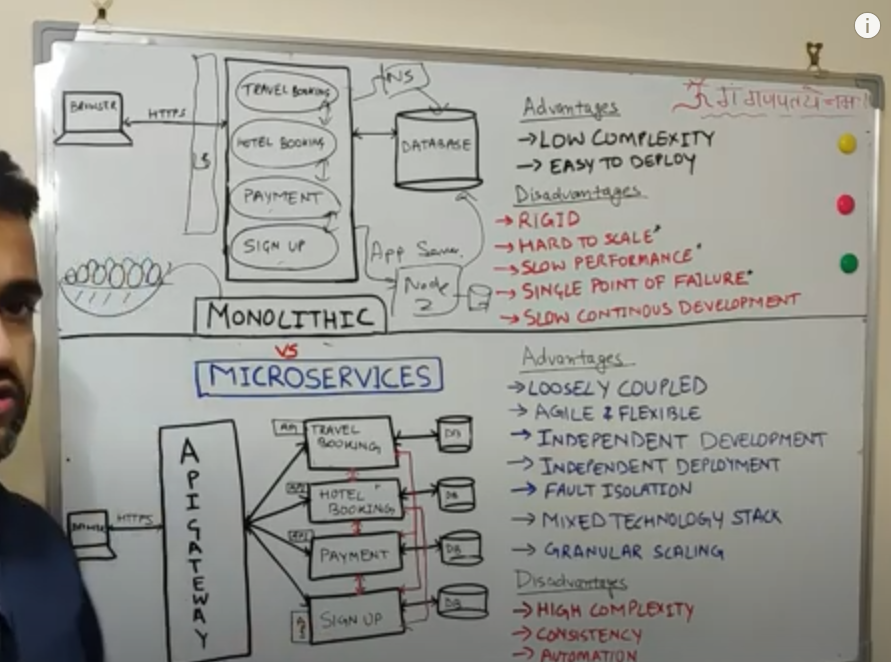 ॐ गं गणपतये नमः
BROWSER
HTTPS
LS
TRAVEL BOOKING
HOTEL BOOKING
PAYMENT
SIGN UP
NS
DATABASE
App Server
Node
2
MONOLITHIC
Advantages
→ LOW COMPLEXITY
→ EASY TO DEPLOY
Disadvantages
→ RIGID
→ HARD TO SCALE
→ SLOW PERFORMANCE
→ SINGLE POINT OF FAILURE
→ SLOW CONTINOUS DEVELOPMENT
VS
MICROSERVICES
HTTPS
API GATEWAY
API
TRAVEL
BOOKING
DB
API
HOTEL
BOOKING
DB
API
PAYMENT
DB
SIGN UP
DB
Advantages
→ LOOSELY COUPLED
→ AGILE & FLEXIBLE
→ INDEPENDENT DEVELOPMENT
→ INDEPENDENT DEPLOYMENT
→ FAULT ISOLATION
→ MIXED TECHNOLOGY STACK
→ GRANULAR SCALING
Disadvantages
→ HIGH COMPLEXITY
→ CONSISTENCY
→ AUTOMATION